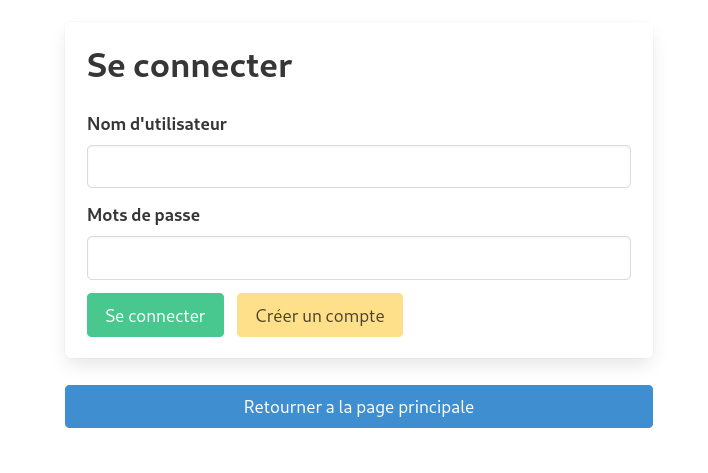 Se connecter
Nom d'utilisateur
Mots de passe
Se connecter
Créer un compte
Retourner a la page principale